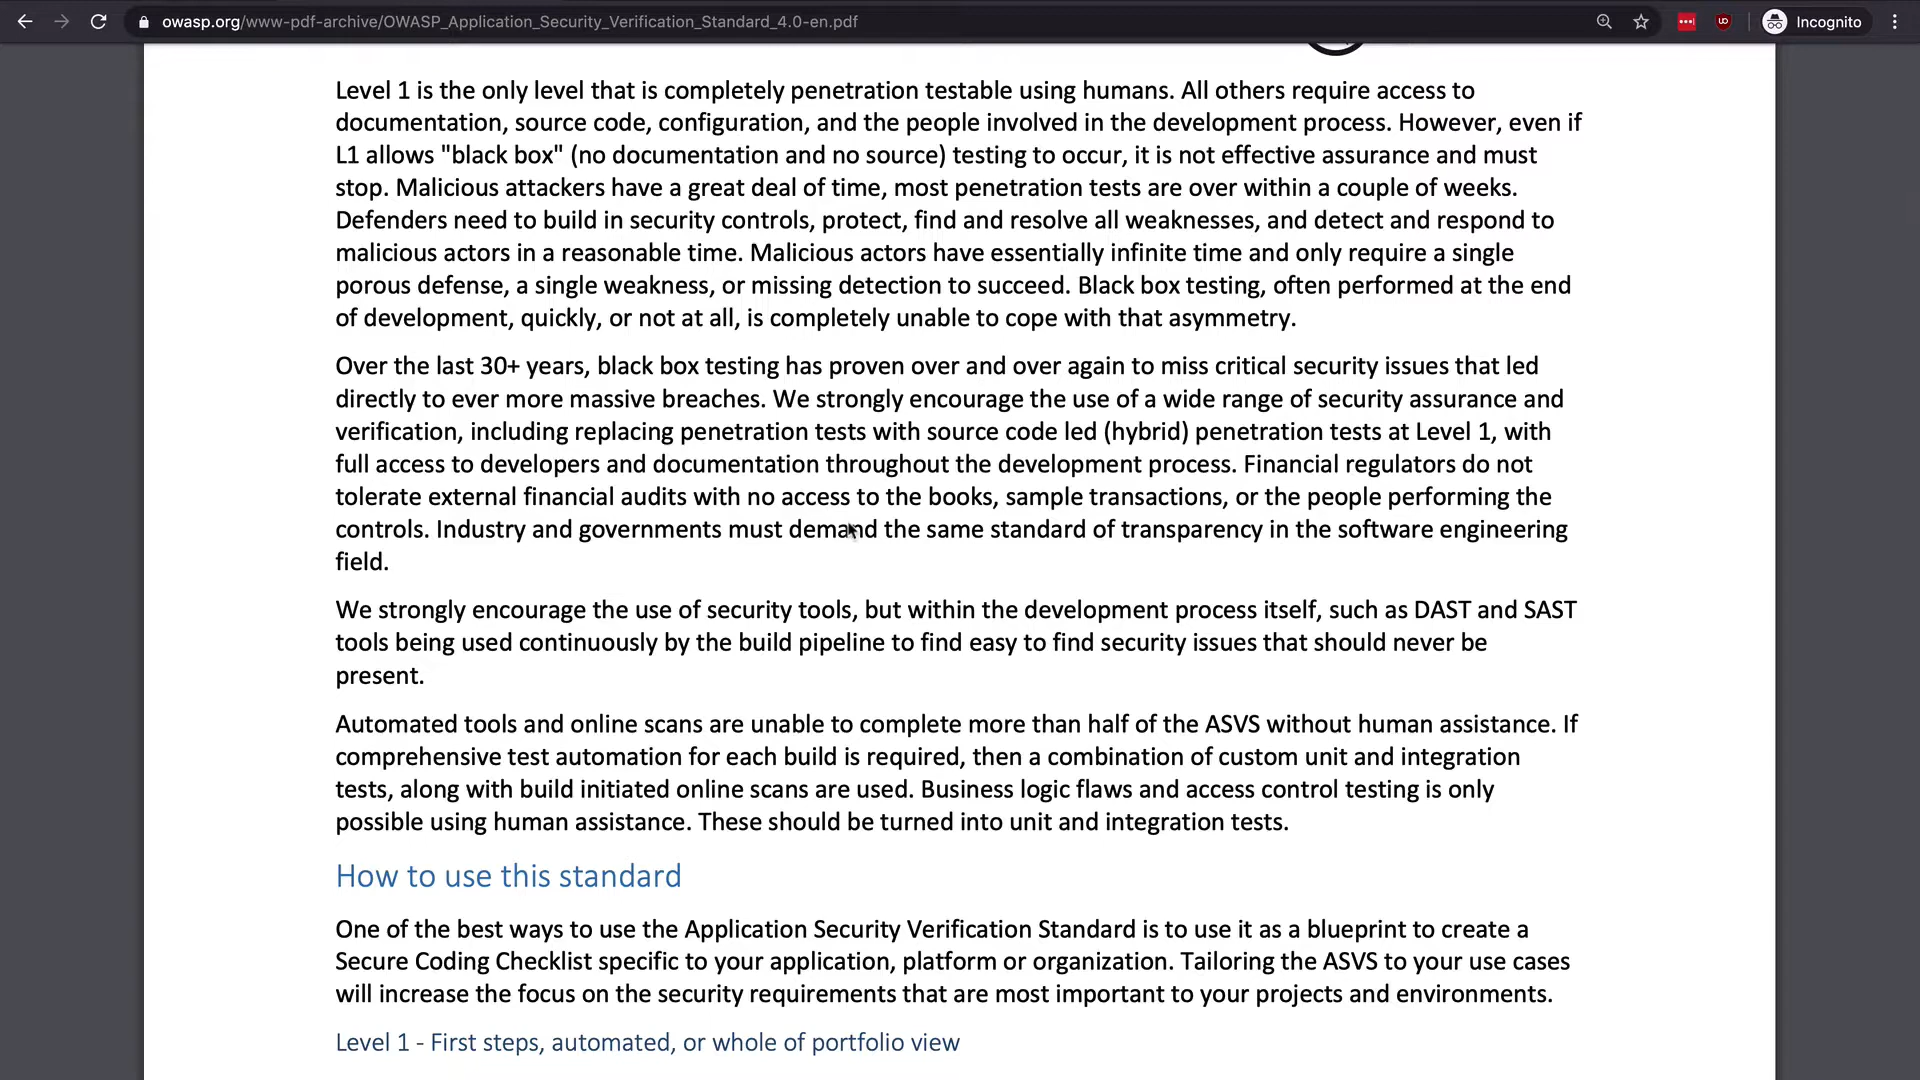 owasp.org/www-pdf-archive/OWASP_Application_Security_Verification_Standard_4.0-en.pdf
Incognito
Level 1 is the only level that is completely penetration testable using humans. All others require access to
documentation, source code, configuration, and the people involved in the development process. However, even if
L1 allows "black box" (no documentation and no source) testing to occur, it is not effective assurance and must
stop. Malicious attackers have a great deal of time, most penetration tests are over within a couple of weeks.
Defenders need to build in security controls, protect, find and resolve all weaknesses, and detect and respond to
malicious actors in a reasonable time. Malicious actors have essentially infinite time and only require a single
porous defense, a single weakness, or missing detection to succeed. Black box testing, often performed at the end
of development, quickly, or not at all, is completely unable to cope with that asymmetry.
Over the last 30+ years, black box testing has proven over and over again to miss critical security issues that led
directly to ever more massive breaches. We strongly encourage the use of a wide range of security assurance and
verification, including replacing penetration tests with source code led (hybrid) penetration tests at Level 1, with
full access to developers and documentation throughout the development process. Financial regulators do not
tolerate external financial audits with no access to the books, sample transactions, or the people performing the
controls. Industry and governments must demand the same standard of transparency in the software engineering
field.
We strongly encourage the use of security tools, but within the development process itself, such as DAST and SAST
tools being used continuously by the build pipeline to find easy to find security issues that should never be
present.
Automated tools and online scans are unable to complete more than half of the ASVS without human assistance. If
comprehensive test automation for each build is required, then a combination of custom unit and integration
tests, along with build initiated online scans are used. Business logic flaws and access control testing is only
possible using human assistance. These should be turned into unit and integration tests.
How to use this standard
One of the best ways to use the Application Security Verification Standard is to use it as a blueprint to create a
Secure Coding Checklist specific to your application, platform or organization. Tailoring the ASVS to your use cases
will increase the focus on the security requirements that are most important to your projects and environments.
Level 1 - First steps, automated, or whole of portfolio view